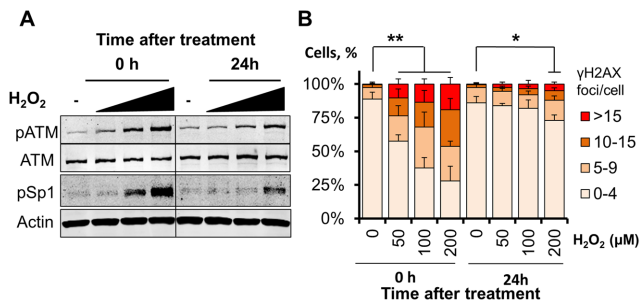 A
Time after treatment
0 h 24h
H₂O₂ - -
pATM
ATM
pSp1
Actin
B
Cells, % ** *
100%
75%
50%
25%
0%
γH2AX
foci/cell
>15
10-15
5-9
0-4
0 50 100 200 0 50 100 200 H₂O₂ (μM)
0 h 24h
Time after treatment